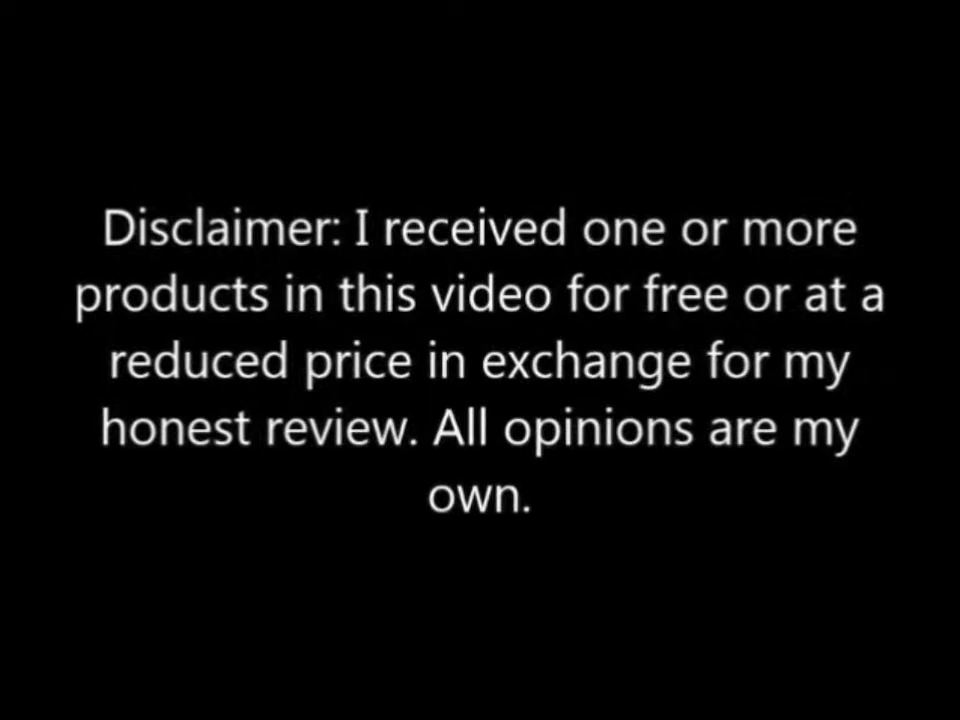 Disclaimer: I received one or more
products in this video for free or at a
reduced price in exchange for my
honest review. All opinions are my
own.